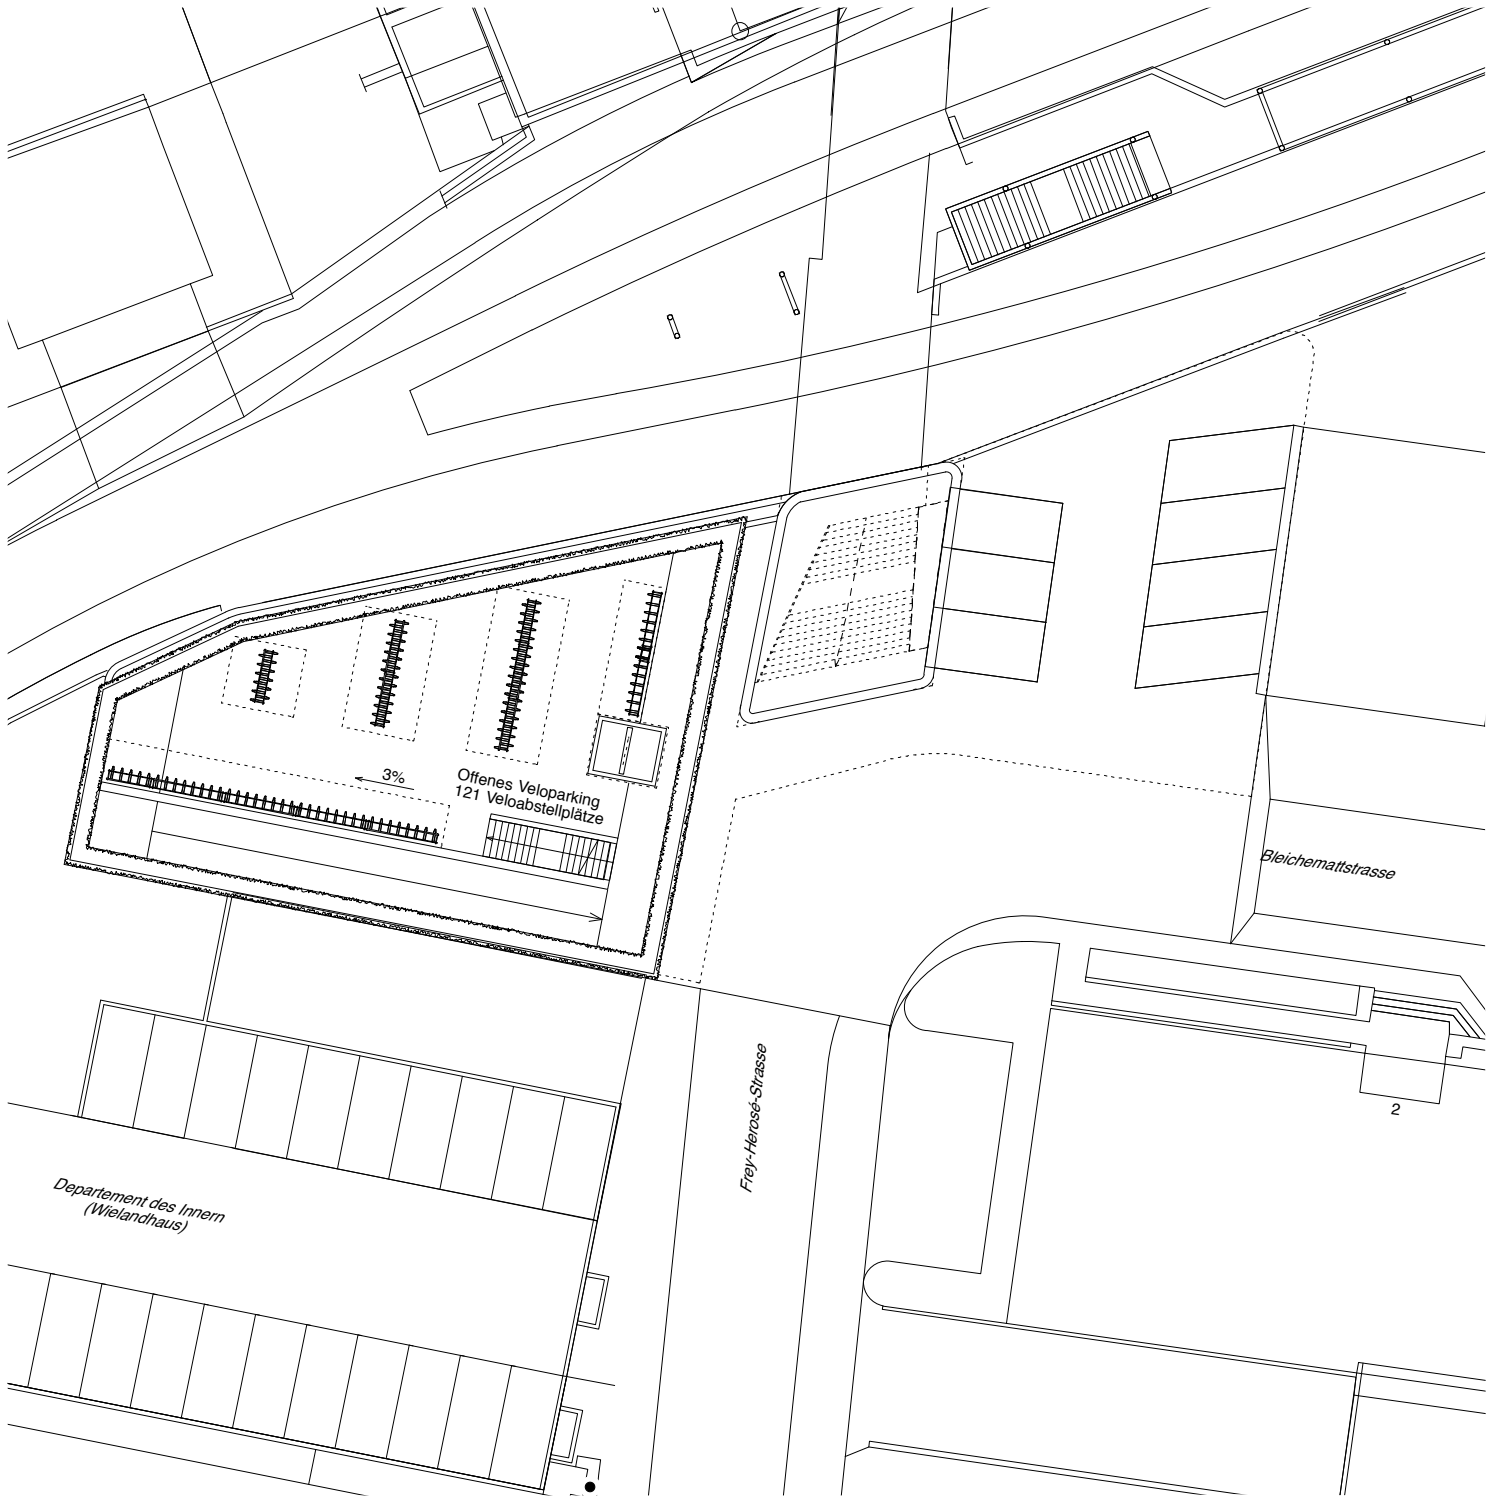 3%
Offenes Veloparking
121 Veloabstellplätze
Bleichemattstrasse
Frey-Herosé-Strasse
2
Departement des Innern
(Wielandhaus)